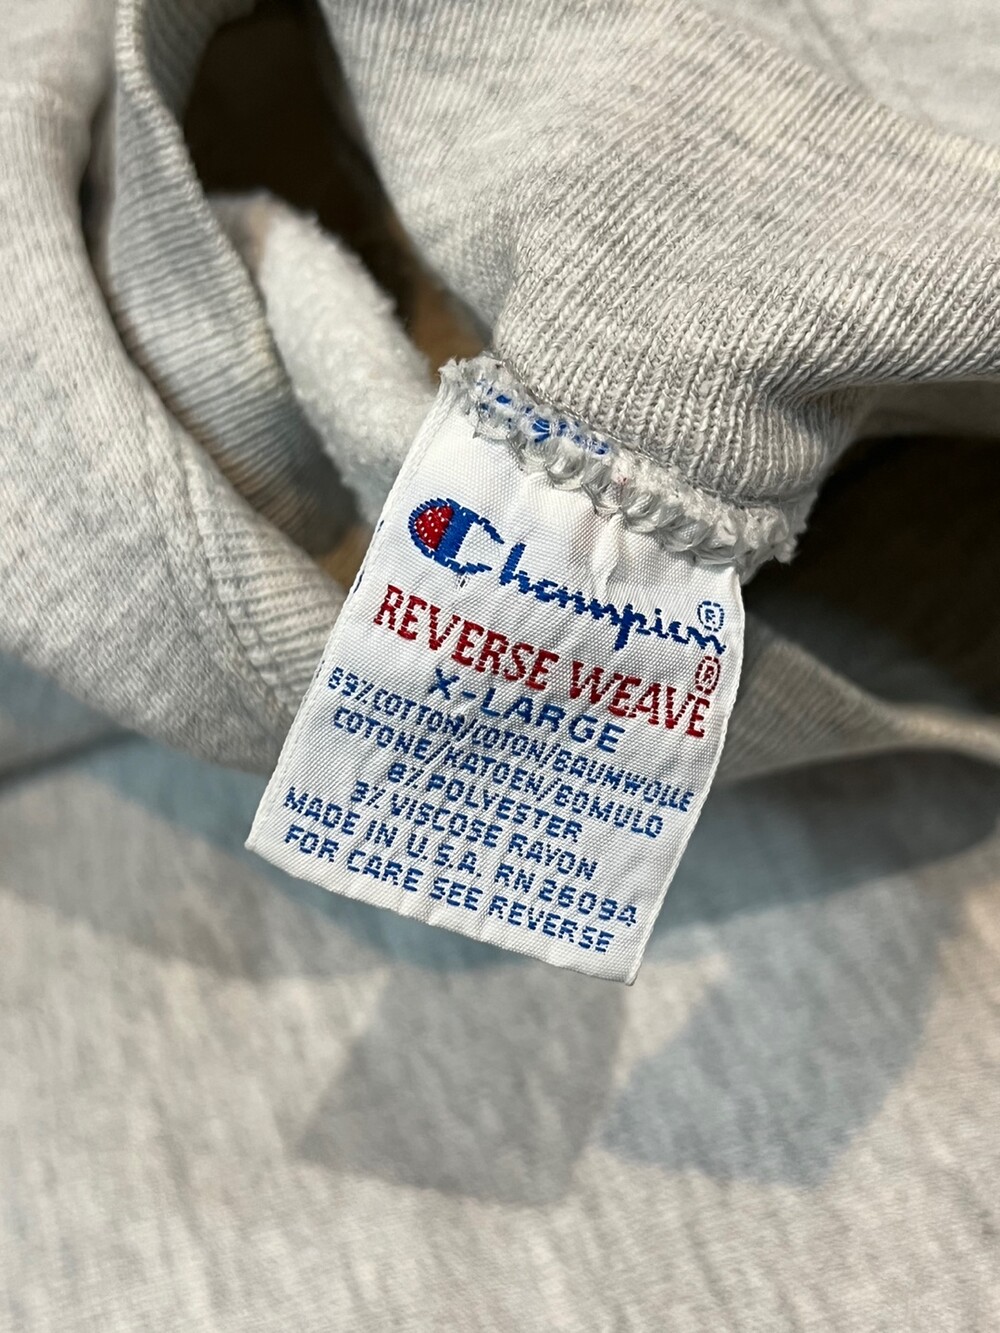 Champion®
REVERSE WEAVE®
X-LARGE
89% COTTON/COTON/BAUMWOLLE
COTONE/KATOEN/BOMULD
8% POLYESTER
3% VISCOSE RAYON
MADE IN U.S.A. RN 26094
FOR CARE SEE REVERSE